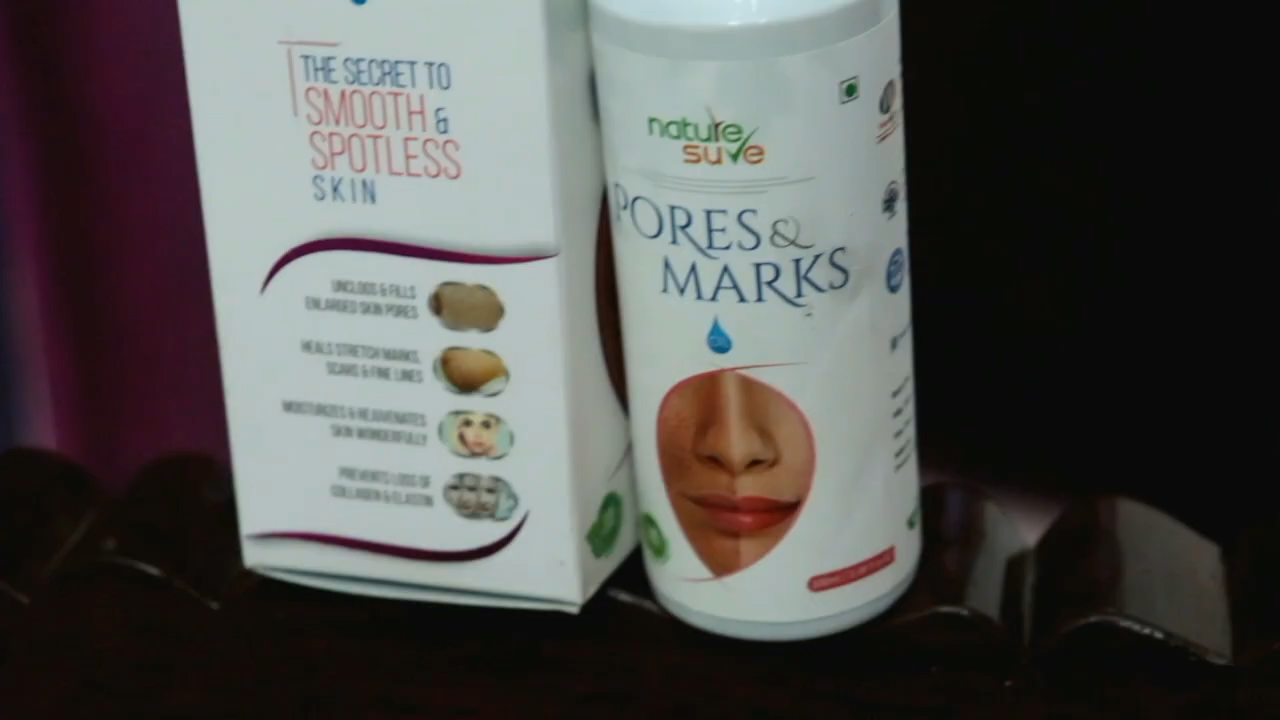 THE SECRET TO
SMOOTH &
SPOTLESS
SKIN
UNCLOGS & FILLS
ENLARGED SKIN PORES
HEALS STRETCH MARKS,
SCARS & FINE LINES
MOISTURIZES & REJUVENATES
SKIN WONDERFULLY
PREVENTS LOSS OF
COLLAGEN & ELASTIN
nature
sure
PORES &
MARKS